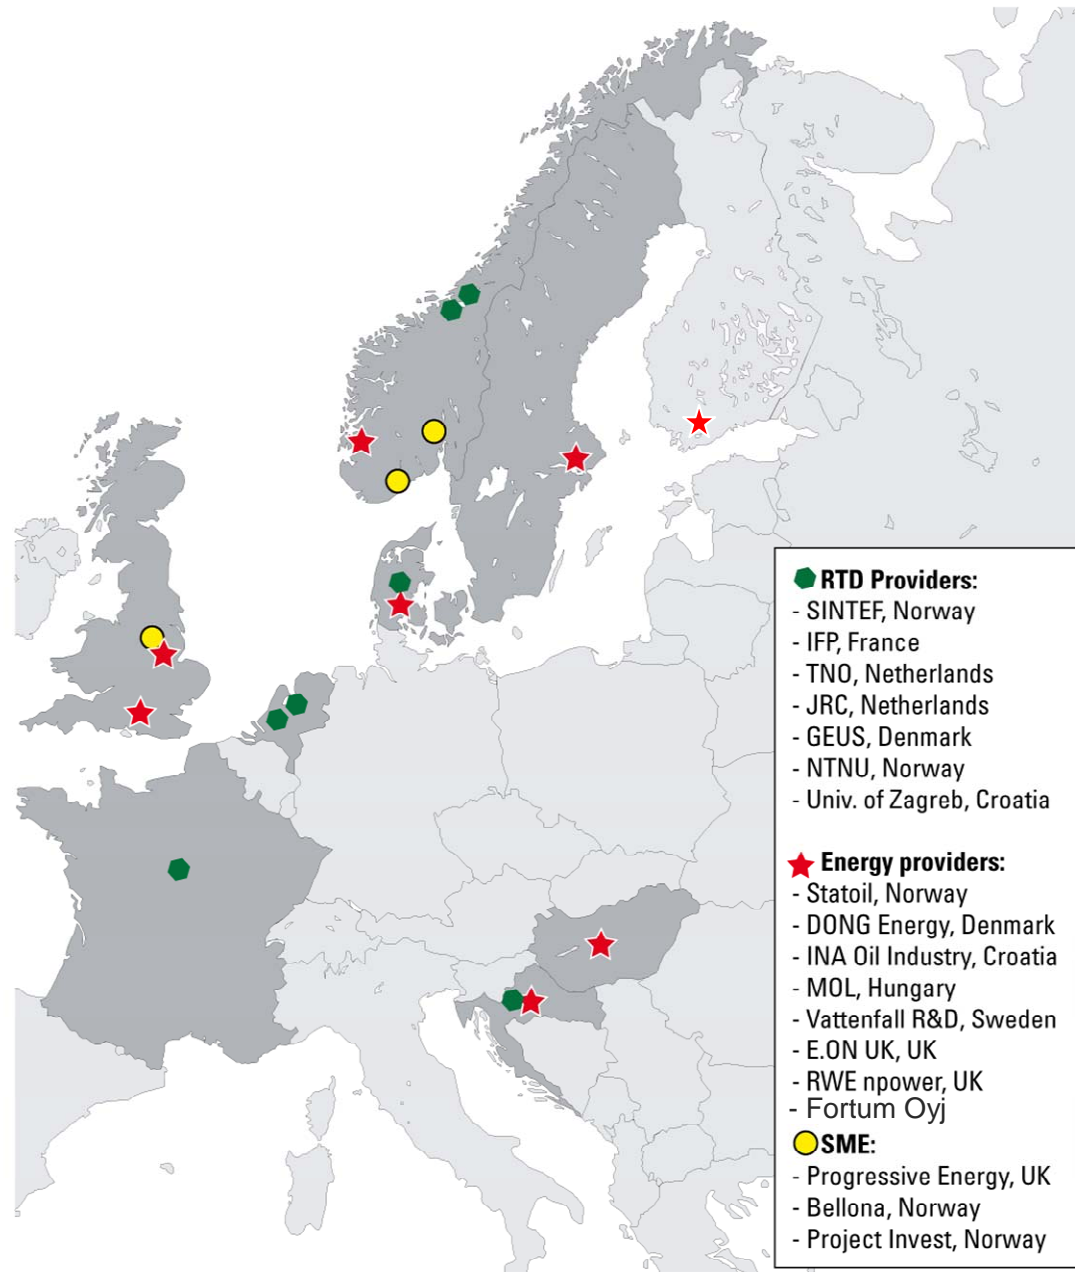 RTD Providers:
- SINTEF, Norway
- IFP, France
- TNO, Netherlands
- JRC, Netherlands
- GEUS, Denmark
- NTNU, Norway
- Univ. of Zagreb, Croatia
Energy providers:
- Statoil, Norway
- DONG Energy, Denmark
- INA Oil Industry, Croatia
- MOL, Hungary
- Vattenfall R&D, Sweden
- E.ON UK, UK
- RWE npower, UK
- Fortum Oyj
SME:
- Progressive Energy, UK
- Bellona, Norway
- Project Invest, Norway